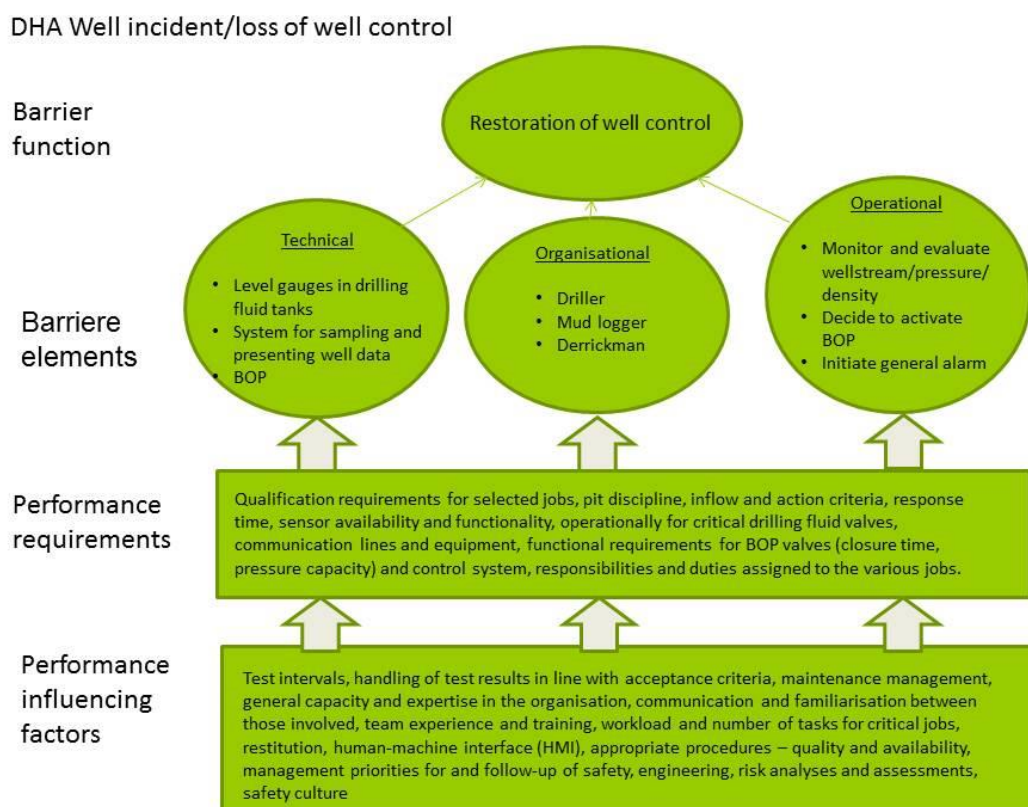 DHA Well incident/loss of well control
Barrier
function
Restoration of well control
Barriere
elements
Technical
• Level gauges in drilling
fluid tanks
• System for sampling and
presenting well data
• BOP
Organisational
• Driller
• Mud logger
• Derrickman
Operational
• Monitor and evaluate
wellstream/pressure/
density
• Decide to activate
BOP
• Initiate general alarm
Performance
requirements
Qualification requirements for selected jobs, pit discipline, inflow and action criteria, response
time, sensor availability and functionality, operationally for critical drilling fluid valves,
communication lines and equipment, functional requirements for BOP valves (closure time,
pressure capacity) and control system, responsibilities and duties assigned to the various jobs.
Performance
influencing
factors
Test intervals, handling of test results in line with acceptance criteria, maintenance management,
general capacity and expertise in the organisation, communication and familiarisation between
those involved, team experience and training, workload and number of tasks for critical jobs,
restitution, human-machine interface (HMI), appropriate procedures – quality and availability,
management priorities for and follow-up of safety, engineering, risk analyses and assessments,
safety culture